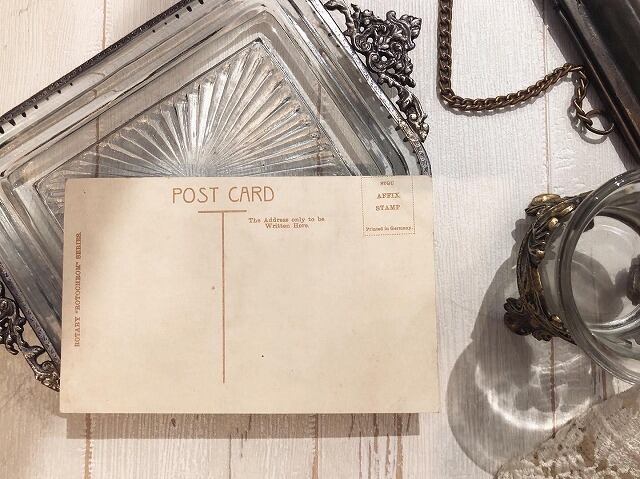 POST CARD
The Address only to be
Written Here.
AFFIX
STAMP
Printed in Germany.
ROTARY "ROTOCHROM" SERIES.